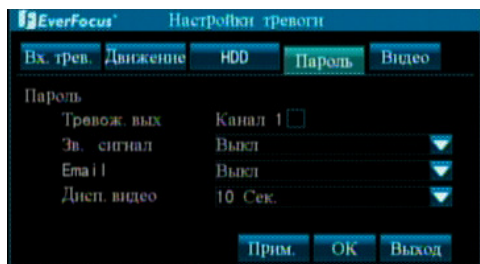 EverFocus Настройки тревоги
Вх. трев. Движение HDD Пароль Видео
Пароль
Тревож. вых Канал 1
Зв. сигнал Выкл
Email Выкл
Дисп. видео 10 Сек.
Прим. OK Выход